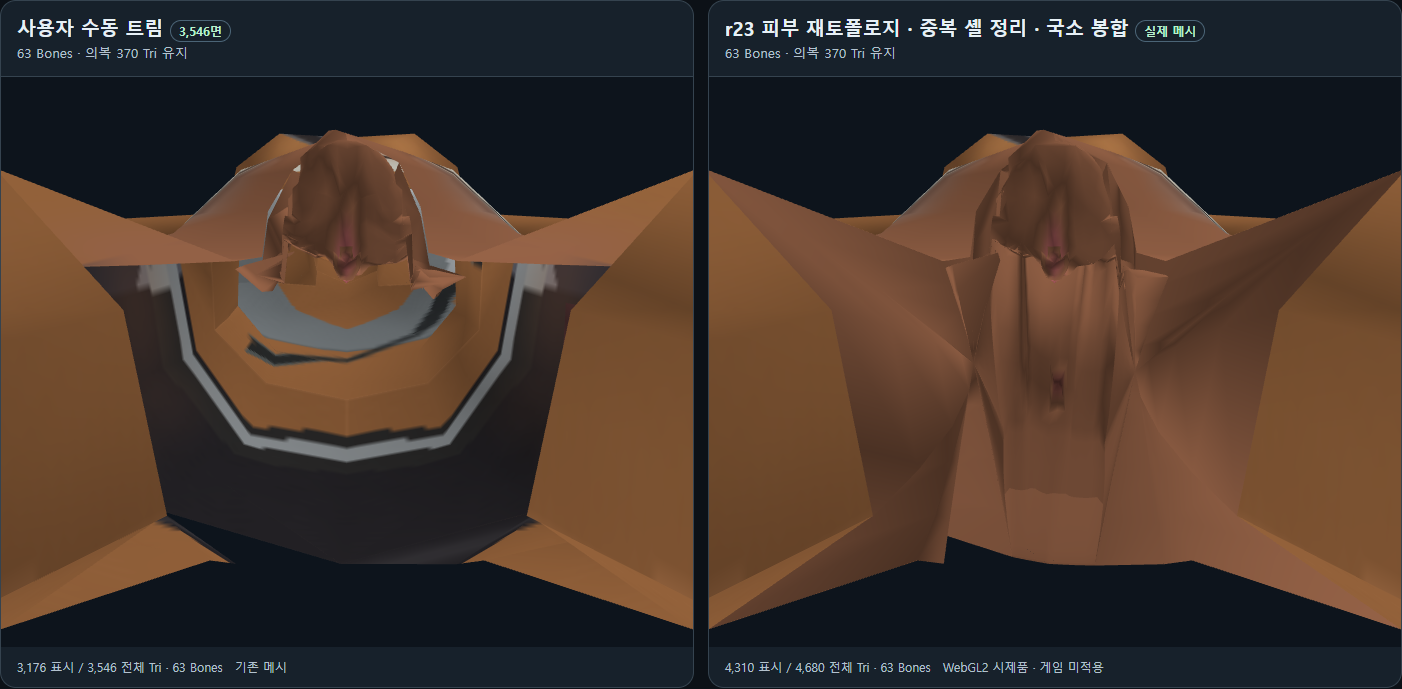 사용자 수동 트림 3,546면
63 Bones · 의복 370 Tri 유지
3,176 표시 / 3,546 전체 Tri · 63 Bones 기존 메시
r23 피부 재토폴로지 · 중복 셸 정리 · 국소 봉합 실제 메시
63 Bones · 의복 370 Tri 유지
4,310 표시 / 4,680 전체 Tri · 63 Bones WebGL2 시제품 · 게임 미적용